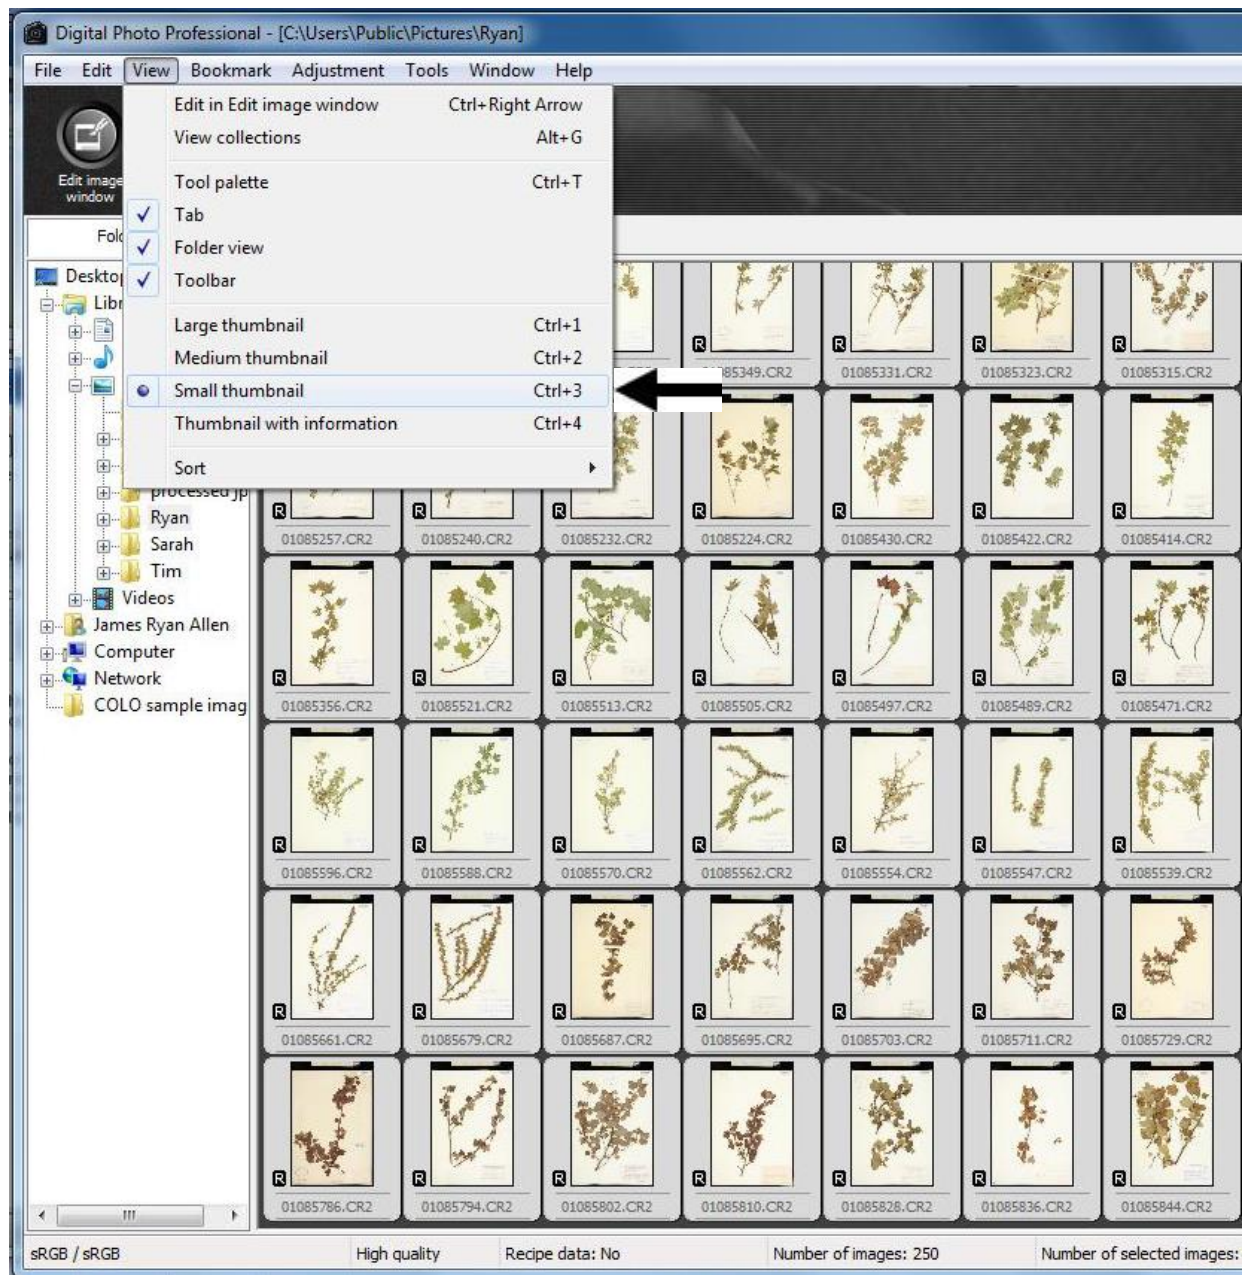 Digital Photo Professional - [C:\Users\Public\Pictures\Ryan]
File Edit View Bookmark Adjustment Tools Window Help
Edit in Edit image window Ctrl+Right Arrow
View collections Alt+G
Edit image
window
Tool palette Ctrl+T
Tab
Folder view
Toolbar
Large thumbnail Ctrl+1
Medium thumbnail Ctrl+2
Small thumbnail Ctrl+3
Thumbnail with information Ctrl+4
Sort
Desktop
Libr
processed jp
Ryan
Sarah
Tim
Videos
James Ryan Allen
Computer
Network
COLO sample imag
R R R R
01085349.CR2 01085331.CR2 01085323.CR2 01085315.CR2
R R R R R R R
01085257.CR2 01085240.CR2 01085232.CR2 01085224.CR2 01085430.CR2 01085422.CR2 01085414.CR2
R R R R R R R
01085356.CR2 01085521.CR2 01085513.CR2 01085505.CR2 01085497.CR2 01085489.CR2 01085471.CR2
R R R R R R R
01085596.CR2 01085588.CR2 01085570.CR2 01085562.CR2 01085554.CR2 01085547.CR2 01085539.CR2
R R R R R R R
01085661.CR2 01085679.CR2 01085687.CR2 01085695.CR2 01085703.CR2 01085711.CR2 01085729.CR2
R R R R R R R
01085786.CR2 01085794.CR2 01085802.CR2 01085810.CR2 01085828.CR2 01085836.CR2 01085844.CR2
sRGB / sRGB High quality Recipe data: No Number of images: 250 Number of selected images: